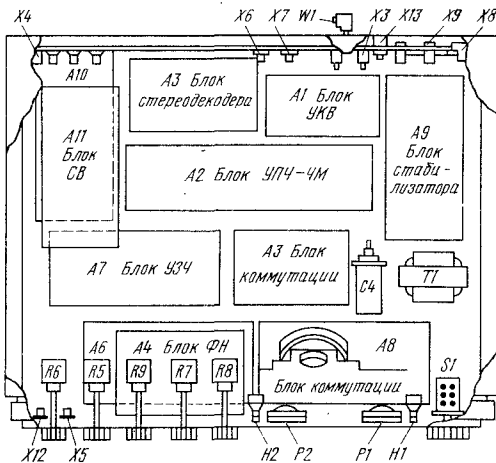 X4 X6 X7 W1 X3 X13 X9 X8
A10
A3 Блок
стереодекодера
A1 Блок
УКВ
A11
Блок
СВ
A9
Блок
стаби-
лизатора
A2 Блок УПЧ-ЧМ
A7 Блок УЗЧ
A3 Блок
коммутации
C4
T1
A6 A4 Блок ФН
A8
R6 R5 R9 R7 R8
Блок коммутации
S1
X12 X5 H2 P2 P1 H1